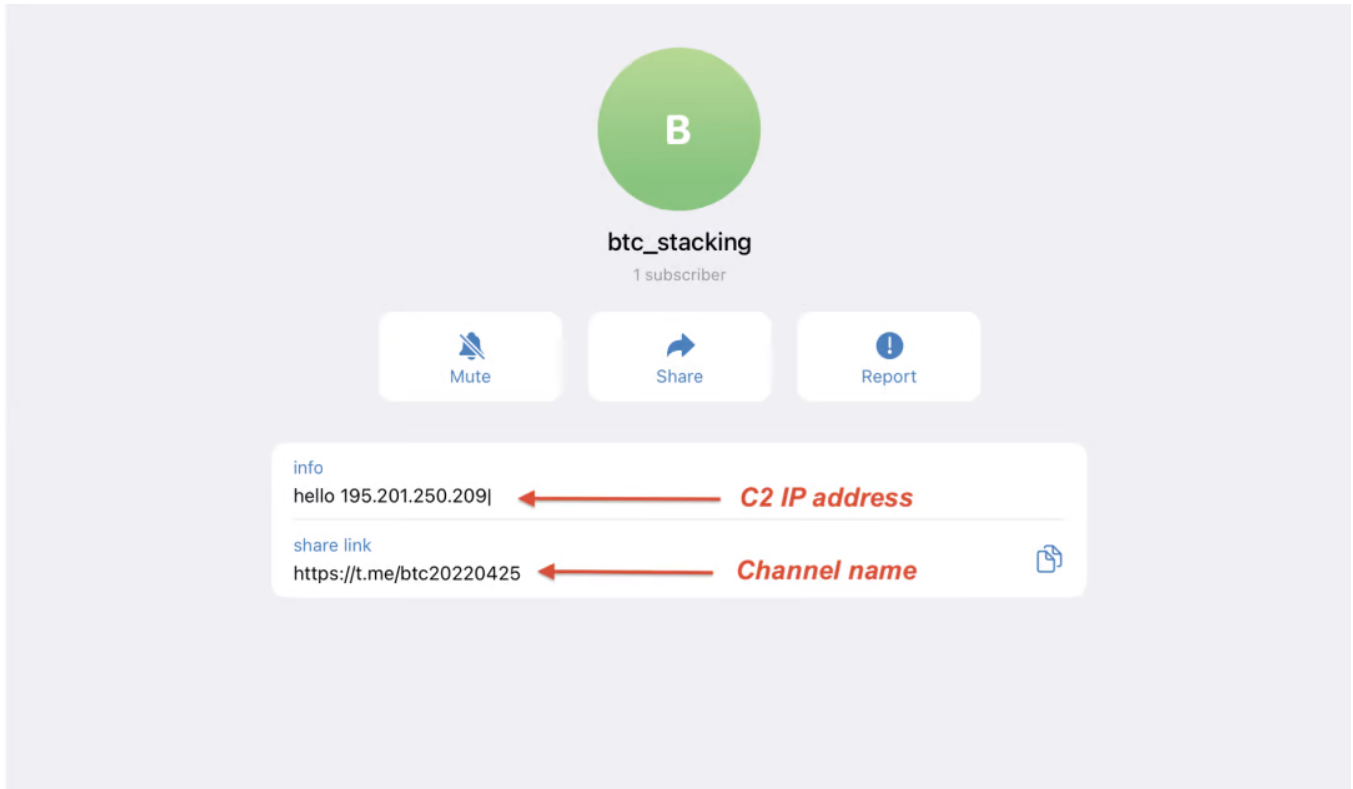 B
btc_stacking
1 subscriber
Mute Share Report
info
hello 195.201.250.209| C2 IP address
share link
https://t.me/btc20220425 Channel name